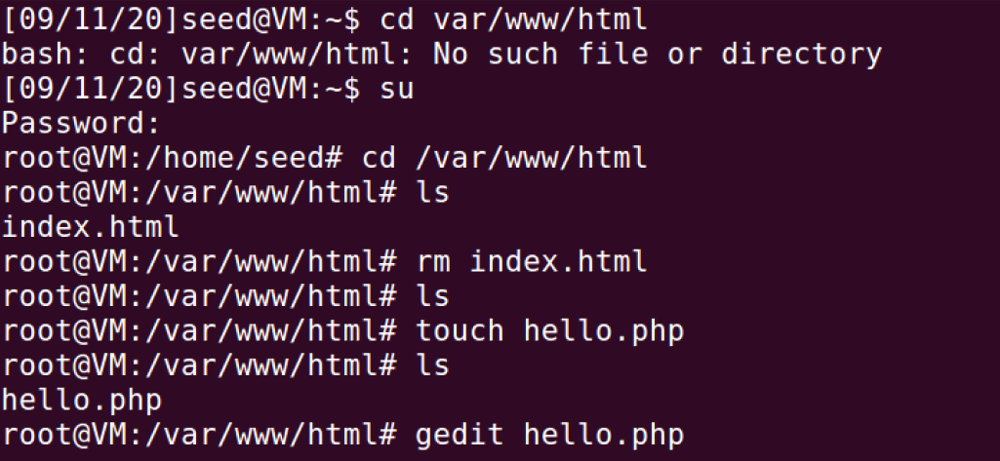 [09/11/20]seed@VM:~$ cd var/www/html
bash: cd: var/www/html: No such file or directory
[09/11/20]seed@VM:~$ su
Password:
root@VM:/home/seed# cd /var/www/html
root@VM:/var/www/html# ls
index.html
root@VM:/var/www/html# rm index.html
root@VM:/var/www/html# ls
root@VM:/var/www/html# touch hello.php
root@VM:/var/www/html# ls
hello.php
root@VM:/var/www/html# gedit hello.php